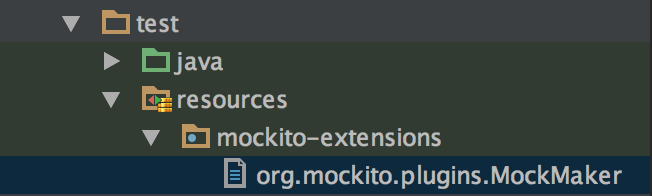 test
java
resources
mockito-extensions
org.mockito.plugins.MockMaker